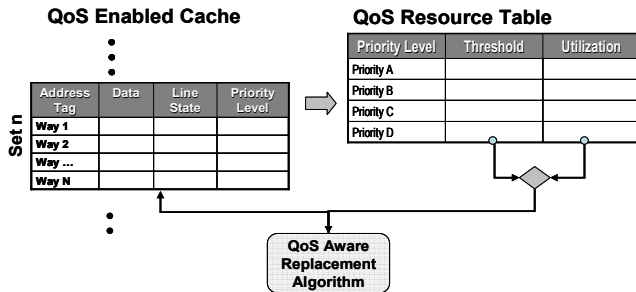 QoS Enabled Cache
QoS Resource Table
Priority Level Threshold Utilization
Priority A
Priority B
Priority C
Priority D
Set n
Address Tag Data Line State Priority Level
Way 1
Way 2
Way ...
Way N
QoS Aware
Replacement
Algorithm